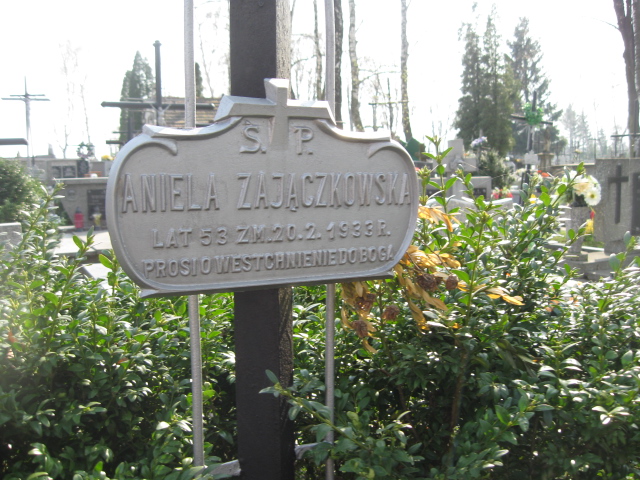 Ś. P.
ANIELA ZAJĄCZKOWSKA
LAT 53 ZM. 20.2.1933 R.
PROSI O WESTCHNIENIE DO BOGA